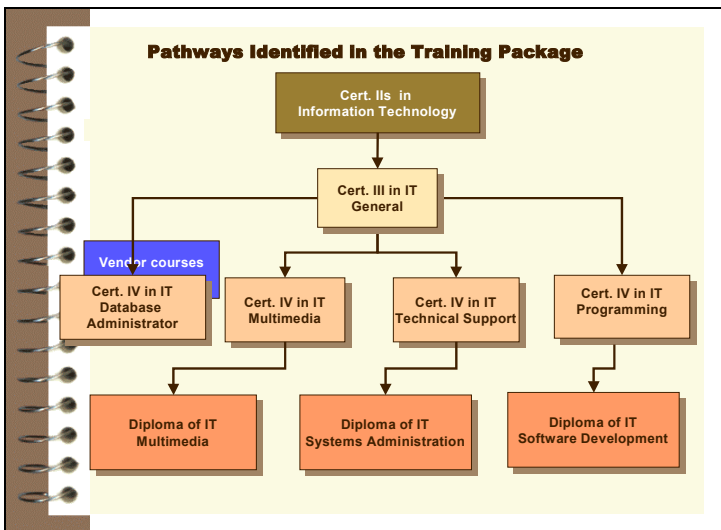 Pathways Identified in the Training Package
Cert. IIs in
Information Technology
Cert. III in IT
General
Vendor courses
Cert. IV in IT
Database
Administrator
Cert. IV in IT
Multimedia
Cert. IV in IT
Technical Support
Cert. IV in IT
Programming
Diploma of IT
Multimedia
Diploma of IT
Systems Administration
Diploma of IT
Software Development